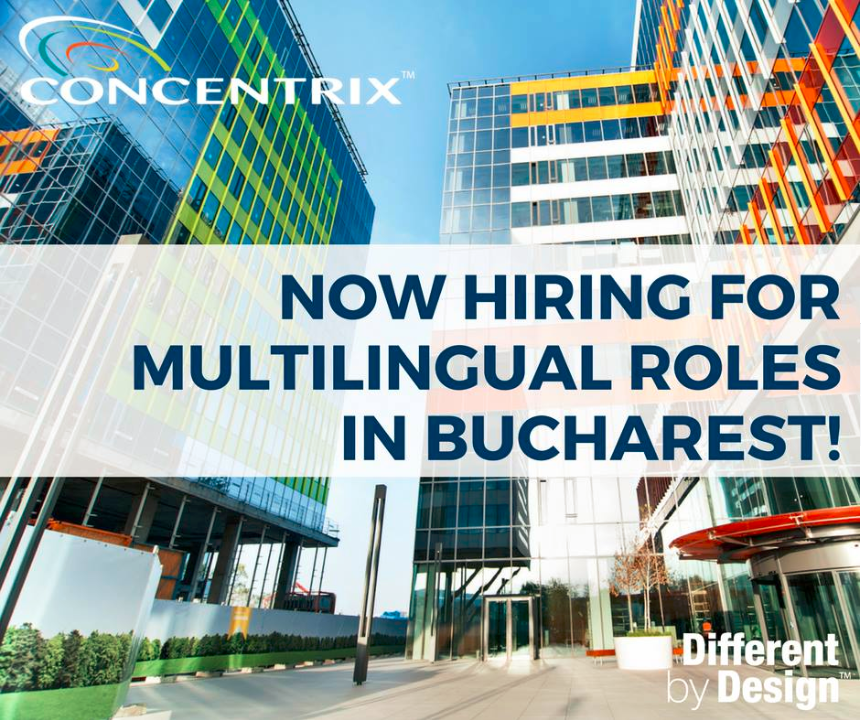 CONCENTRIX™
NOW HIRING FOR
MULTILINGUAL ROLES
IN BUCHAREST!
Different
by Design™